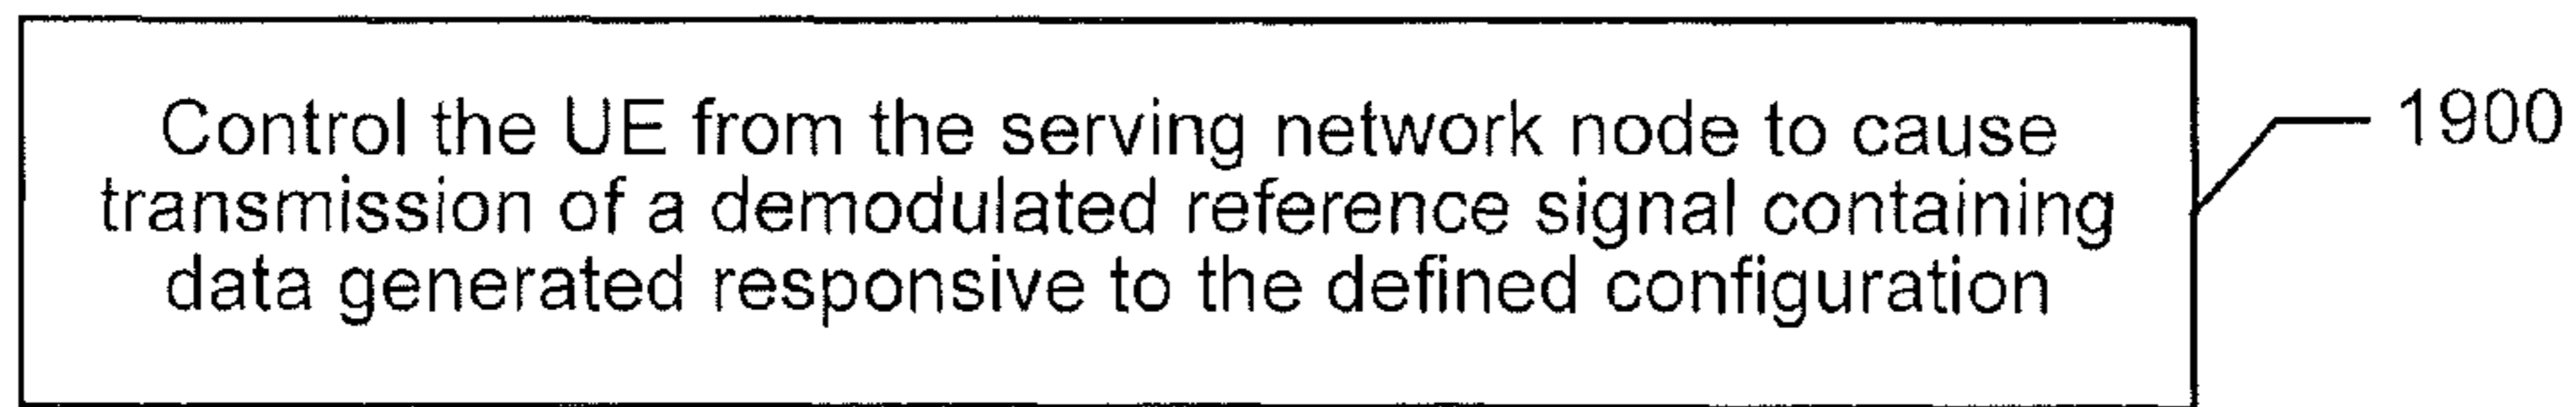 Control the UE from the serving network node to cause
transmission of a demodulated reference signal containing
data generated responsive to the defined configuration
1900